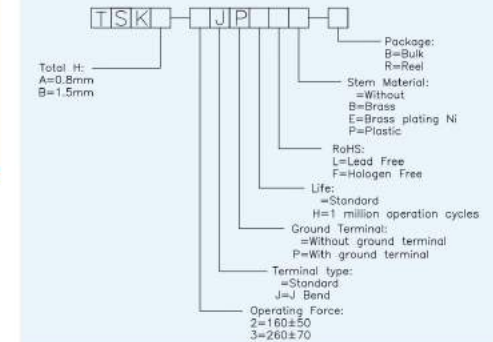 TSK - JP -
Package:
B=Bulk
R=Reel
Total H:
A=0.8mm
B=1.5mm
Stem Material:
=Without
B=Brass
E=Brass plating Ni
P=Plastic
RoHS:
L=Lead Free
F=Hologen Free
Life:
=Standard
H=1 million operation cycles
Ground Terminal:
=Without ground terminal
P=With ground terminal
Terminal type:
=Standard
J=J Bend
Operating Force:
2=160±50
3=260±70